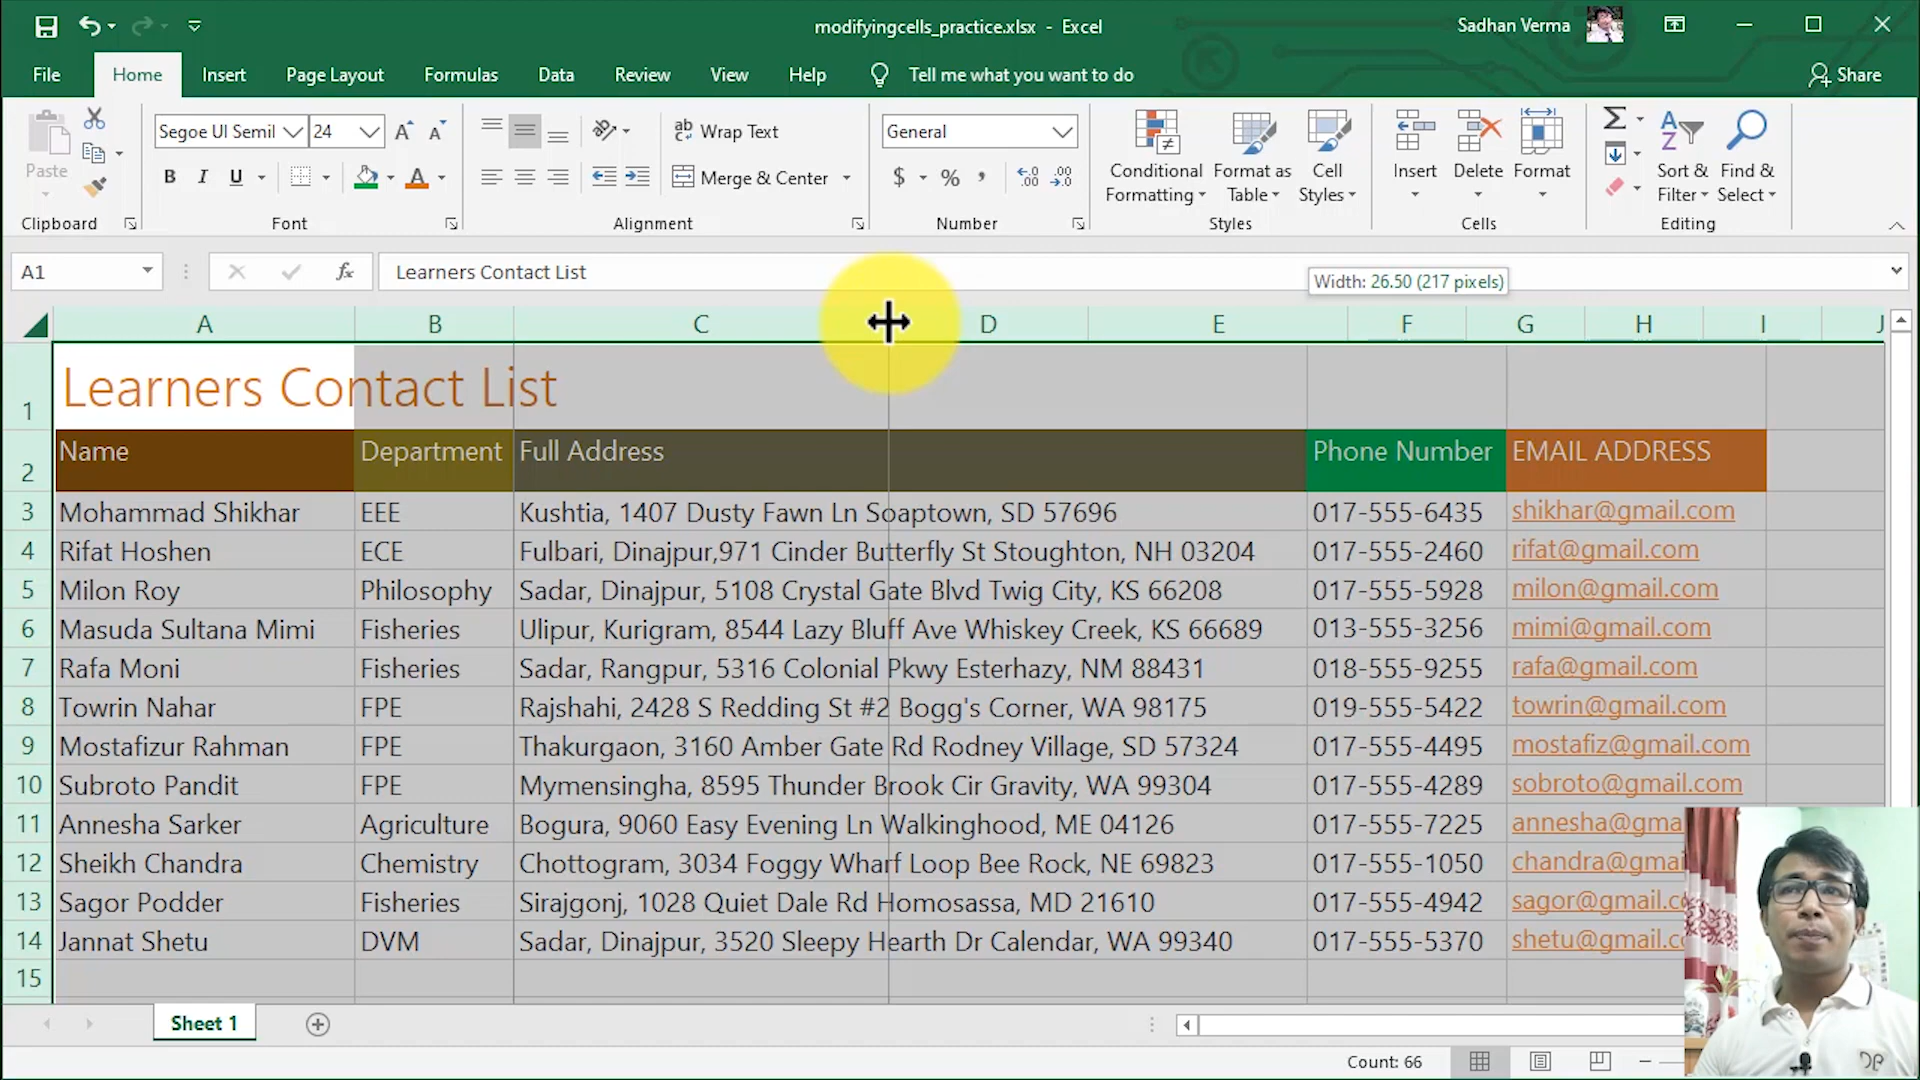 modifyingcells_practice.xlsx - Excel
Sadhan Verma
File Home Insert Page Layout Formulas Data Review View Help Tell me what you want to do Share
Paste
Clipboard
Segoe UI Semil 24
B I U
Font
Wrap Text
Merge & Center
Alignment
General
$ % ,
Number
Conditional Formatting
Format as Table
Cell Styles
Styles
Insert Delete Format
Cells
Sort & Filter
Find & Select
Editing
A1 fx Learners Contact List
Width: 26.50 (217 pixels)
A B C D E F G H I J
1 Learners Contact List
2 Name Department Full Address Phone Number EMAIL ADDRESS
3 Mohammad Shikhar EEE Kushtia, 1407 Dusty Fawn Ln Soaptown, SD 57696 017-555-6435 shikhar@gmail.com
4 Rifat Hoshen ECE Fulbari, Dinajpur,971 Cinder Butterfly St Stoughton, NH 03204 017-555-2460 rifat@gmail.com
5 Milon Roy Philosophy Sadar, Dinajpur, 5108 Crystal Gate Blvd Twig City, KS 66208 017-555-5928 milon@gmail.com
6 Masuda Sultana Mimi Fisheries Ulipur, Kurigram, 8544 Lazy Bluff Ave Whiskey Creek, KS 66689 013-555-3256 mimi@gmail.com
7 Rafa Moni Fisheries Sadar, Rangpur, 5316 Colonial Pkwy Esterhazy, NM 88431 018-555-9255 rafa@gmail.com
8 Towrin Nahar FPE Rajshahi, 2428 S Redding St #2 Bogg's Corner, WA 98175 019-555-5422 towrin@gmail.com
9 Mostafizur Rahman FPE Thakurgaon, 3160 Amber Gate Rd Rodney Village, SD 57324 017-555-4495 mostafiz@gmail.com
10 Subroto Pandit FPE Mymensingha, 8595 Thunder Brook Cir Gravity, WA 99304 017-555-4289 sobroto@gmail.com
11 Annesha Sarker Agriculture Bogura, 9060 Easy Evening Ln Walkinghood, ME 04126 017-555-7225 annesha@gma
12 Sheikh Chandra Chemistry Chottogram, 3034 Foggy Wharf Loop Bee Rock, NE 69823 017-555-1050 chandra@gmai
13 Sagor Podder Fisheries Sirajgonj, 1028 Quiet Dale Rd Homosassa, MD 21610 017-555-4942 sagor@gmail.co
14 Jannat Shetu DVM Sadar, Dinajpur, 3520 Sleepy Hearth Dr Calendar, WA 99340 017-555-5370 shetu@gmail.co
15
Sheet 1
Count: 66